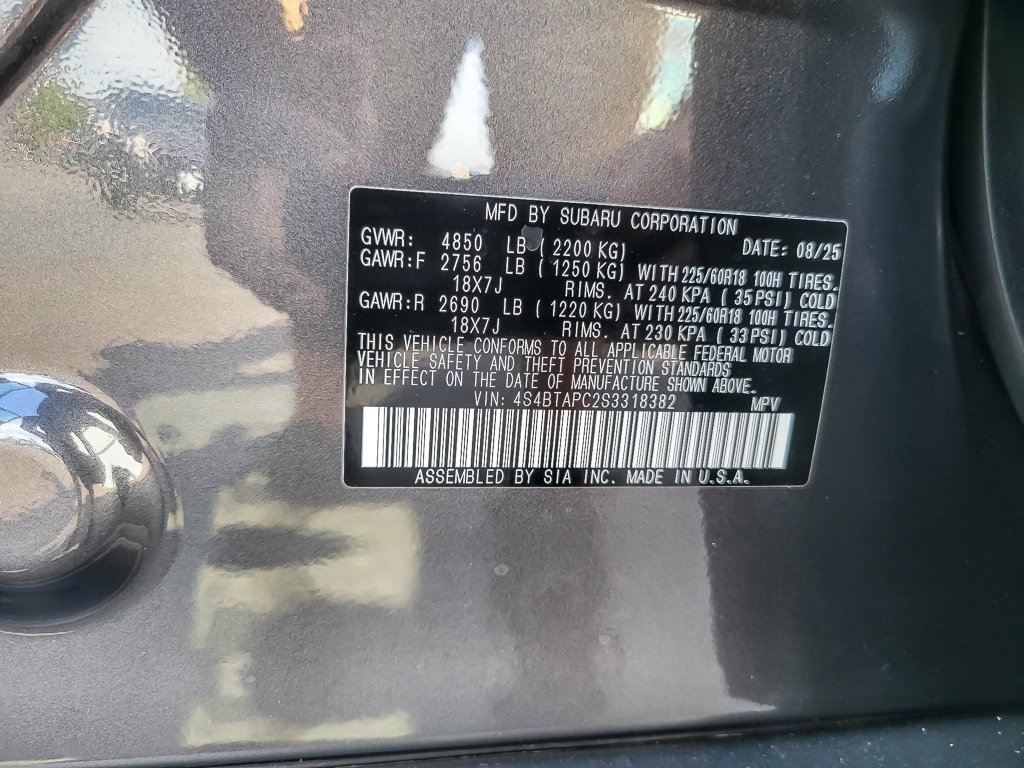 MFD BY SUBARU CORPORATION
GVWR: 4850 LB ( 2200 KG) DATE: 08/25
GAWR:F 2756 LB ( 1250 KG) WITH 225/60R18 100H TIRES.
18X7J RIMS. AT 240 KPA ( 35 PSI) COLD
GAWR:R 2690 LB ( 1220 KG) WITH 225/60R18 100H TIRES.
18X7J RIMS. AT 230 KPA ( 33 PSI) COLD
THIS VEHICLE CONFORMS TO ALL APPLICABLE FEDERAL MOTOR
VEHICLE SAFETY AND THEFT PREVENTION STANDARDS
IN EFFECT ON THE DATE OF MANUFACTURE SHOWN ABOVE.
VIN: 4S4BTAPC2S3318382 MPV
ASSEMBLED BY SIA INC. MADE IN U.S.A.